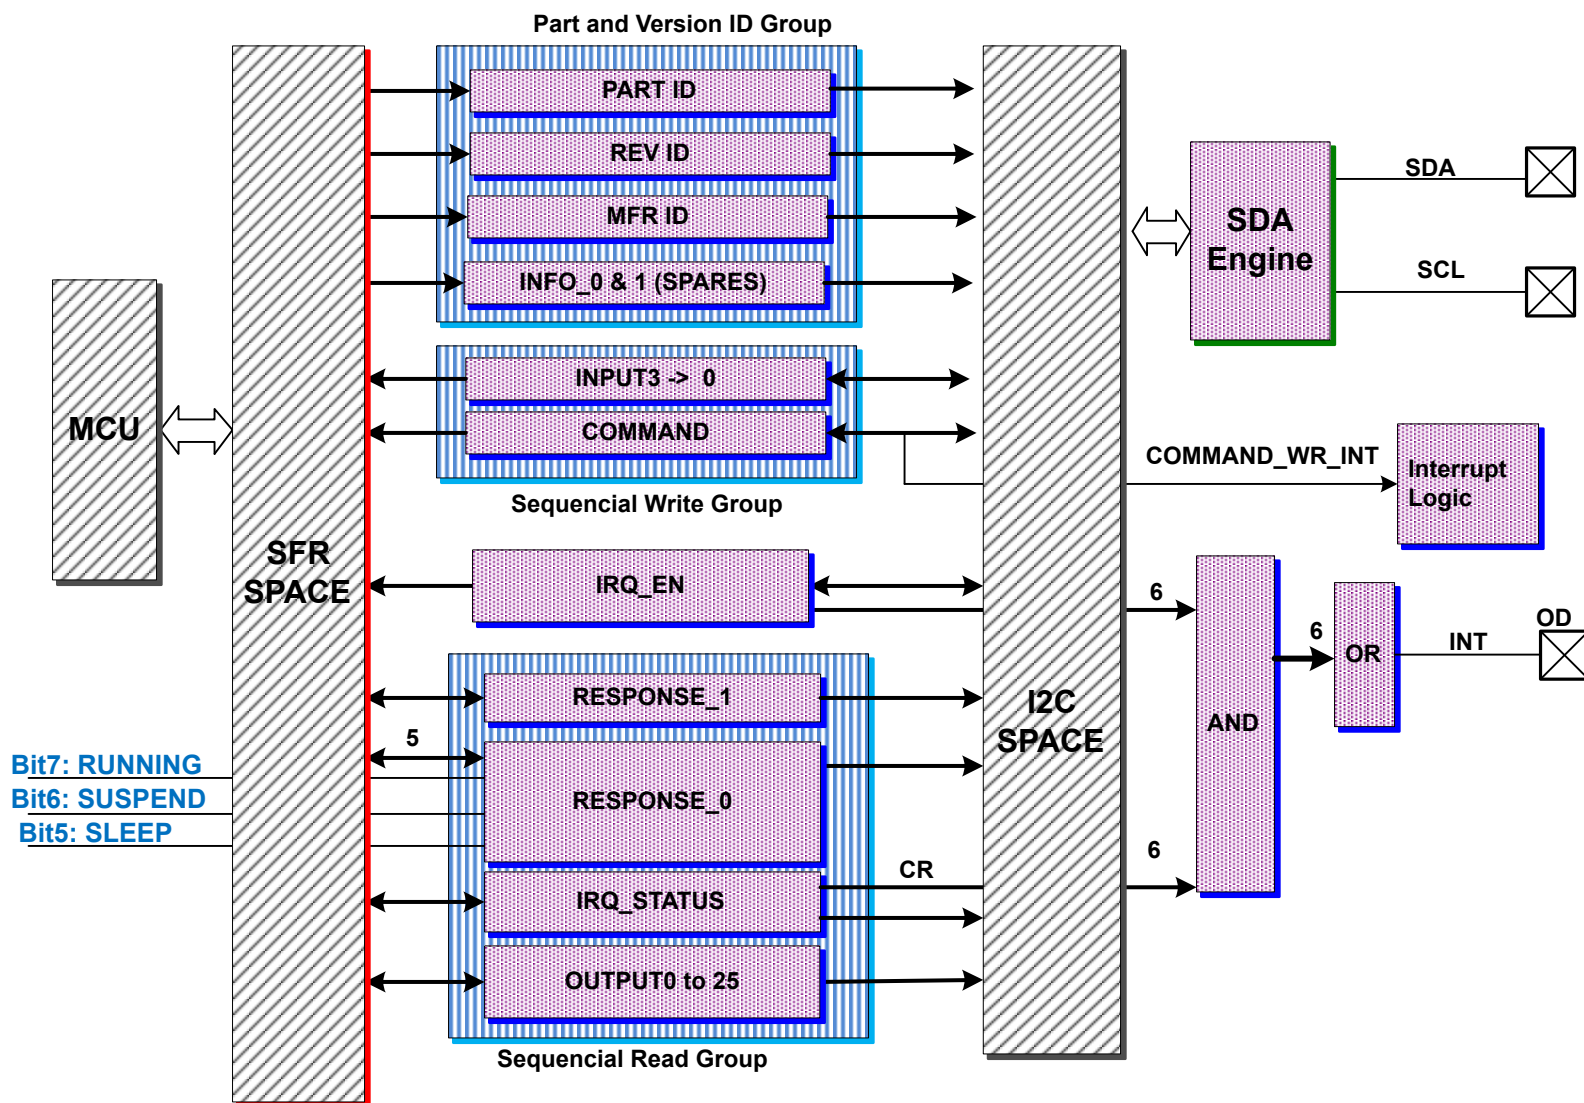 Part and Version ID Group
PART ID
REV ID
MFR ID
INFO_0 & 1 (SPARES)
SDA
Engine
SDA
SCL
MCU
SFR
SPACE
INPUT3 -> 0
COMMAND
Sequencial Write Group
COMMAND_WR_INT
Interrupt
Logic
IRQ_EN
6
6
OD
INT
OR
AND
I2C
SPACE
RESPONSE_1
5
Bit7: RUNNING
Bit6: SUSPEND
Bit5: SLEEP
RESPONSE_0
CR
6
IRQ_STATUS
OUTPUT0 to 25
Sequencial Read Group